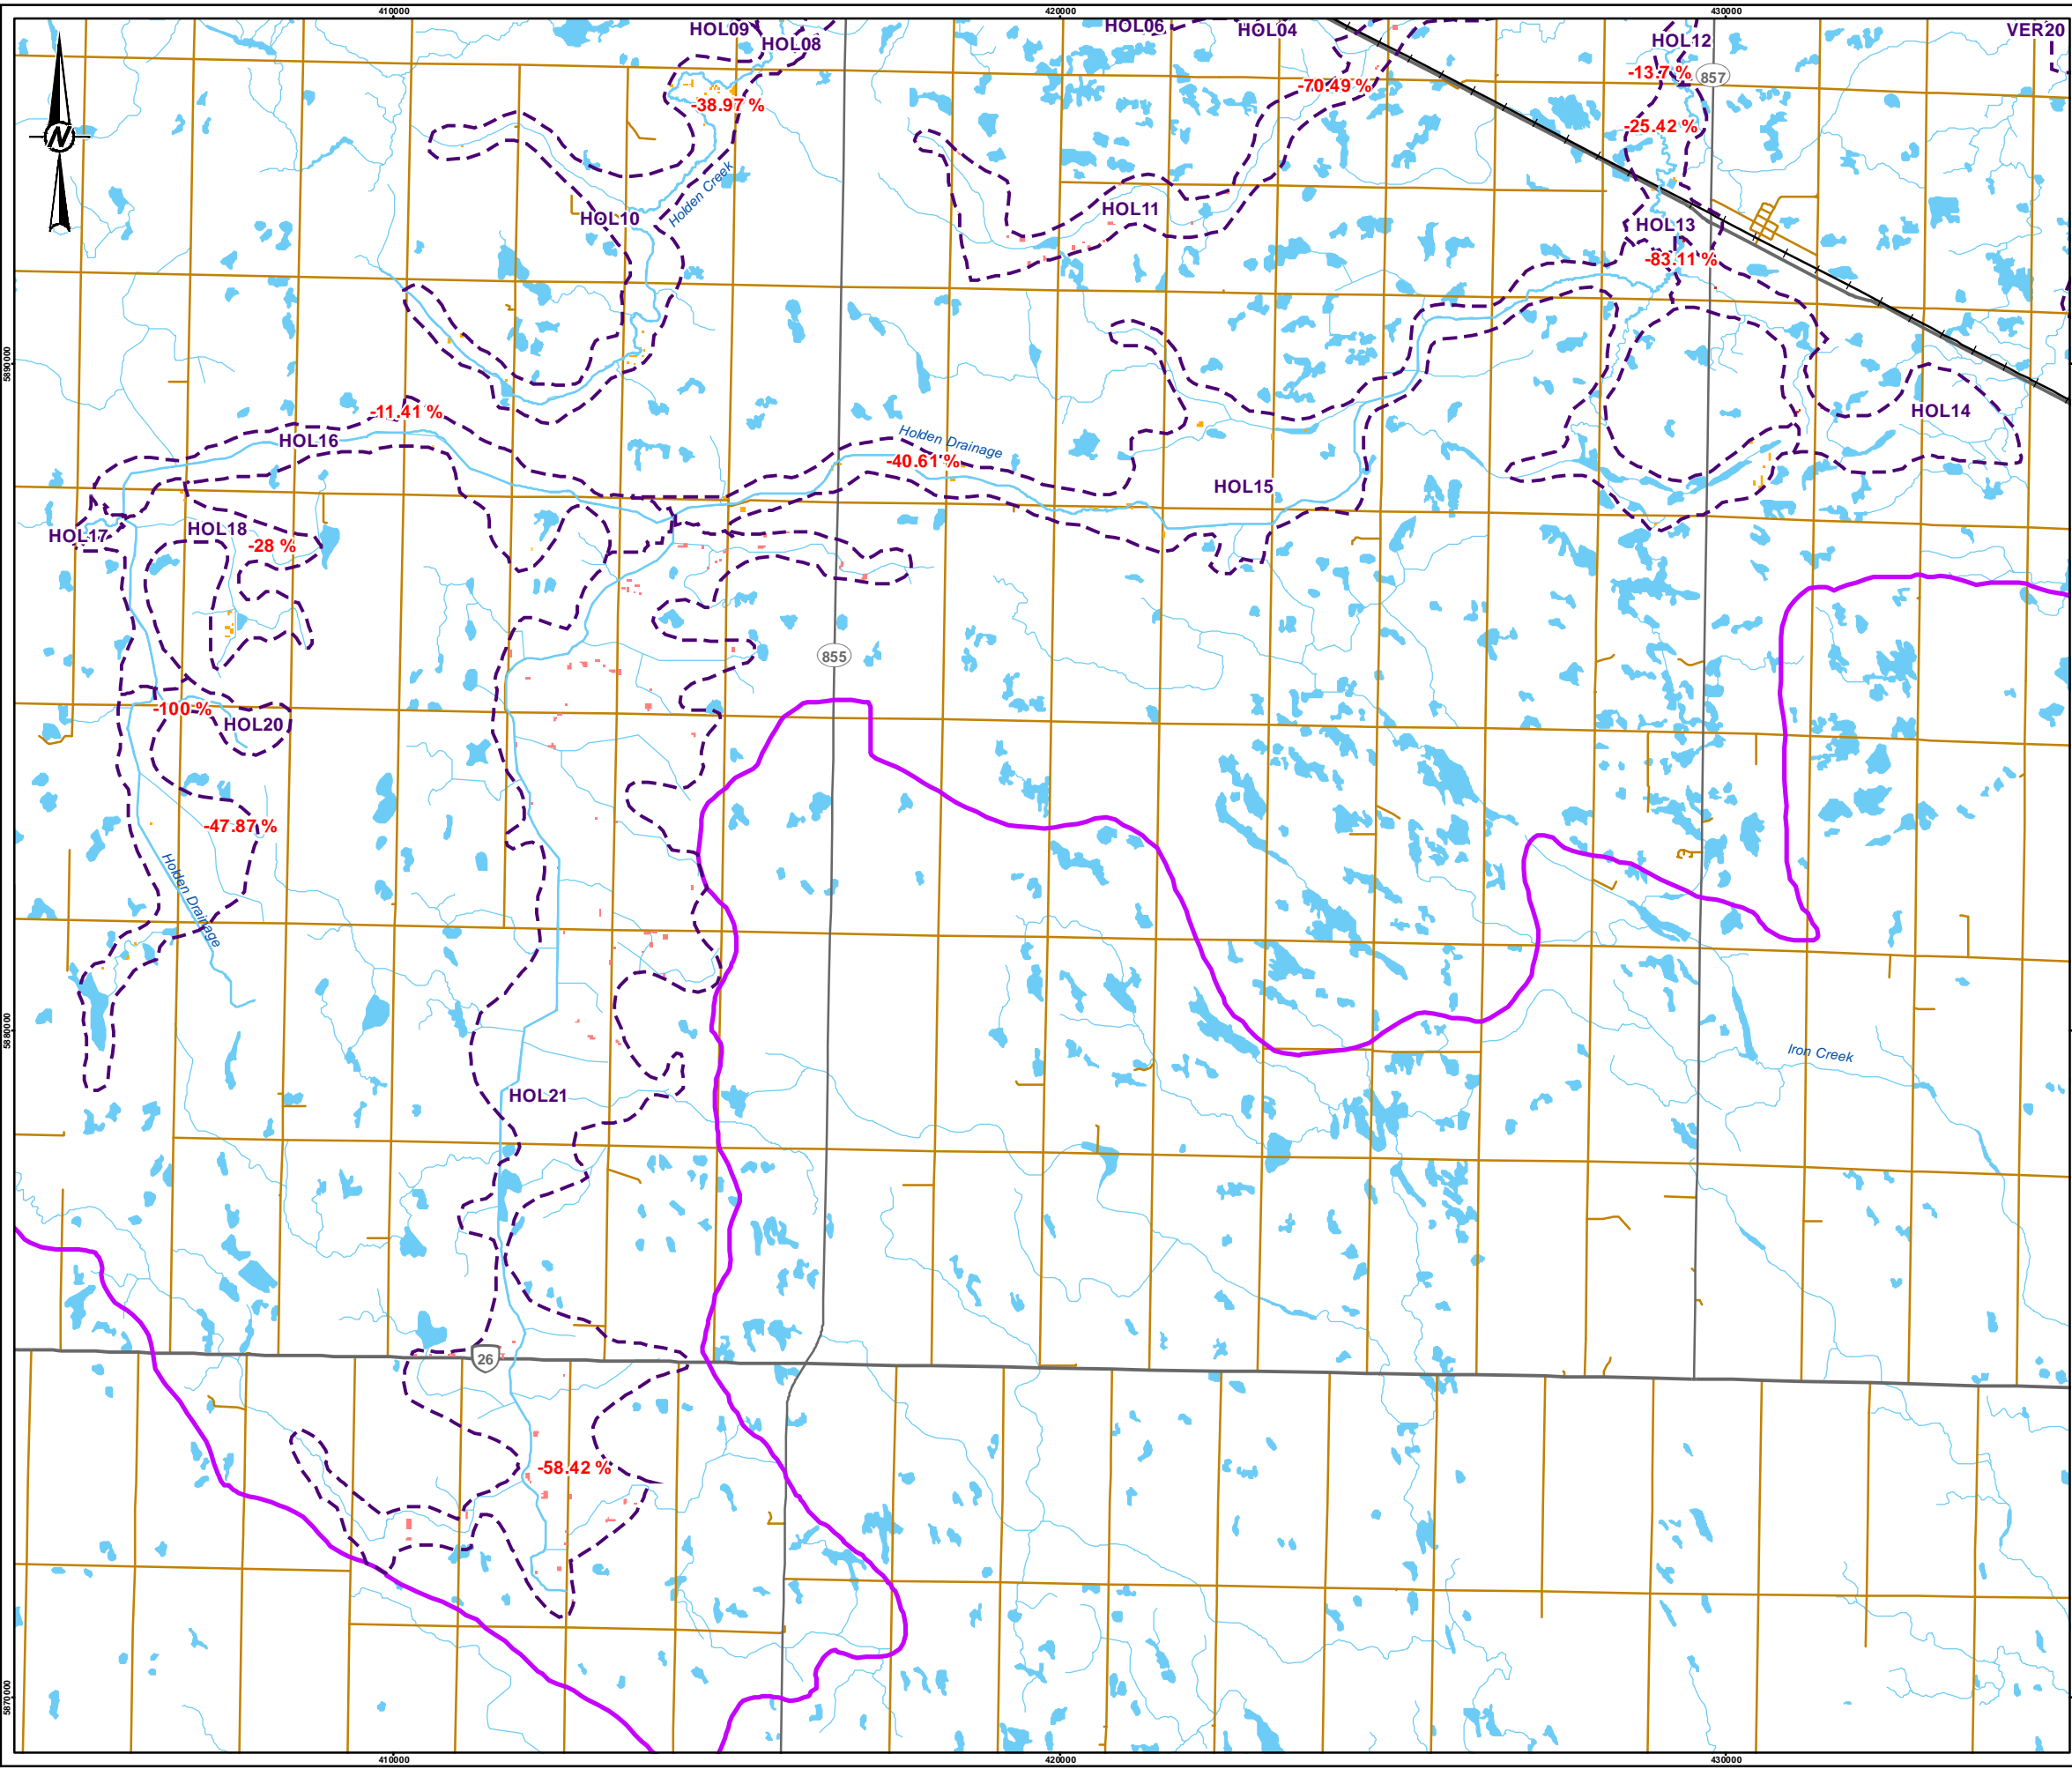 410000
420000
430000
HOL09
HOL08
HOL06
HOL04
HOL12
VER20
-13.7 %
857
-70.49 %
-38.97 %
N
-25.42 %
Holden Creek
HOL10
HOL11
HOL13
-83.11 %
5890000
-11.41 %
HOL16
HOL14
Holden Drainage
-40.61 %
HOL15
HOL17
HOL18
-28 %
855
-100 %
HOL20
-47.87 %
Holden Drainage
5880000
Iron Creek
HOL21
26
-58.42 %
5870000
410000
420000
430000